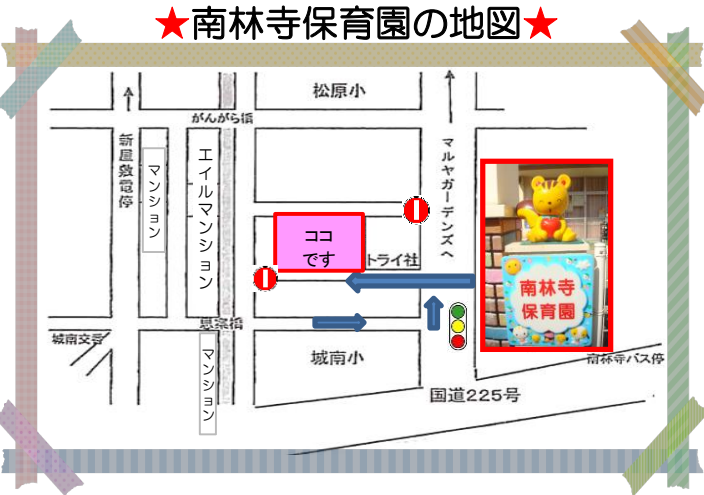 ★南林寺保育園の地図★
松原小
がんがら橋
新屋敷電停
マンション
エイルマンション
マルヤガーデンズへ
ココ
です
トライ社
南林寺
保育園
城南交番
マンション
城南小
南林寺バス停
国道225号